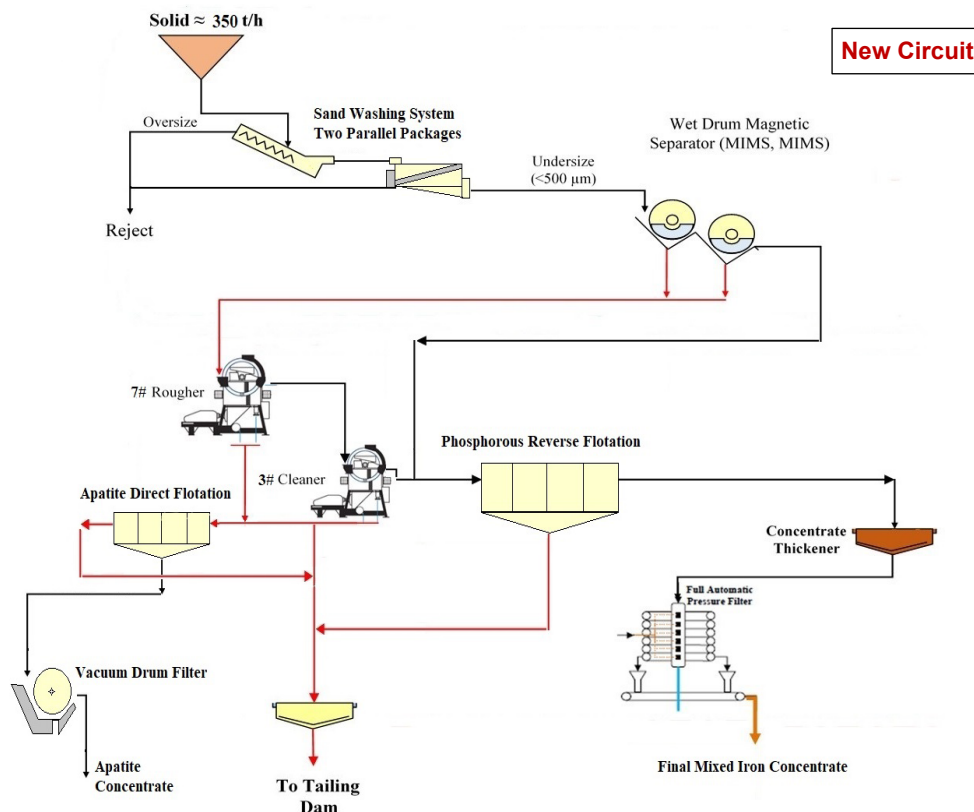 Solid ≈ 350 t/h
New Circuit
Sand Washing System
Two Parallel Packages
Oversize
Wet Drum Magnetic
Separator (MIMS, MIMS)
Undersize
(<500 µm)
Reject
7# Rougher
Phosphorous Reverse Flotation
3# Cleaner
Apatite Direct Flotation
Concentrate
Thickener
Full Automatic
Pressure Filter
Vacuum Drum Filter
Apatite
Concentrate
To Tailing
Dam
Final Mixed Iron Concentrate